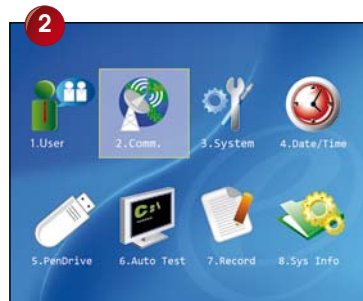 2
1.User
2.Comm.
3.System
4.Date/Time
C:\
5.PenDrive
6.Auto Test
7.Record
8.Sys Info